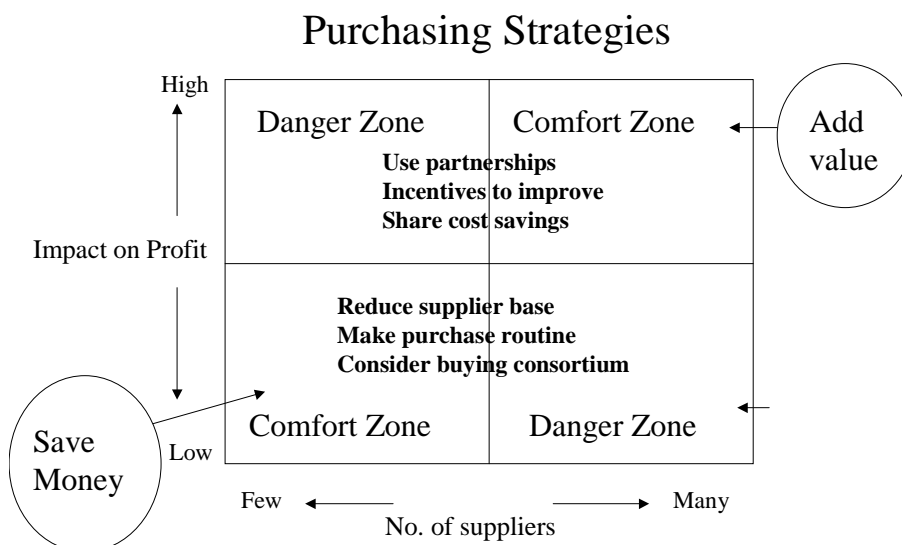 Purchasing Strategies
High
Danger Zone
Comfort Zone
Add
value
Use partnerships
Incentives to improve
Share cost savings
Impact on Profit
Reduce supplier base
Make purchase routine
Consider buying consortium
Save
Money
Low
Comfort Zone
Danger Zone
Few
Many
No. of suppliers